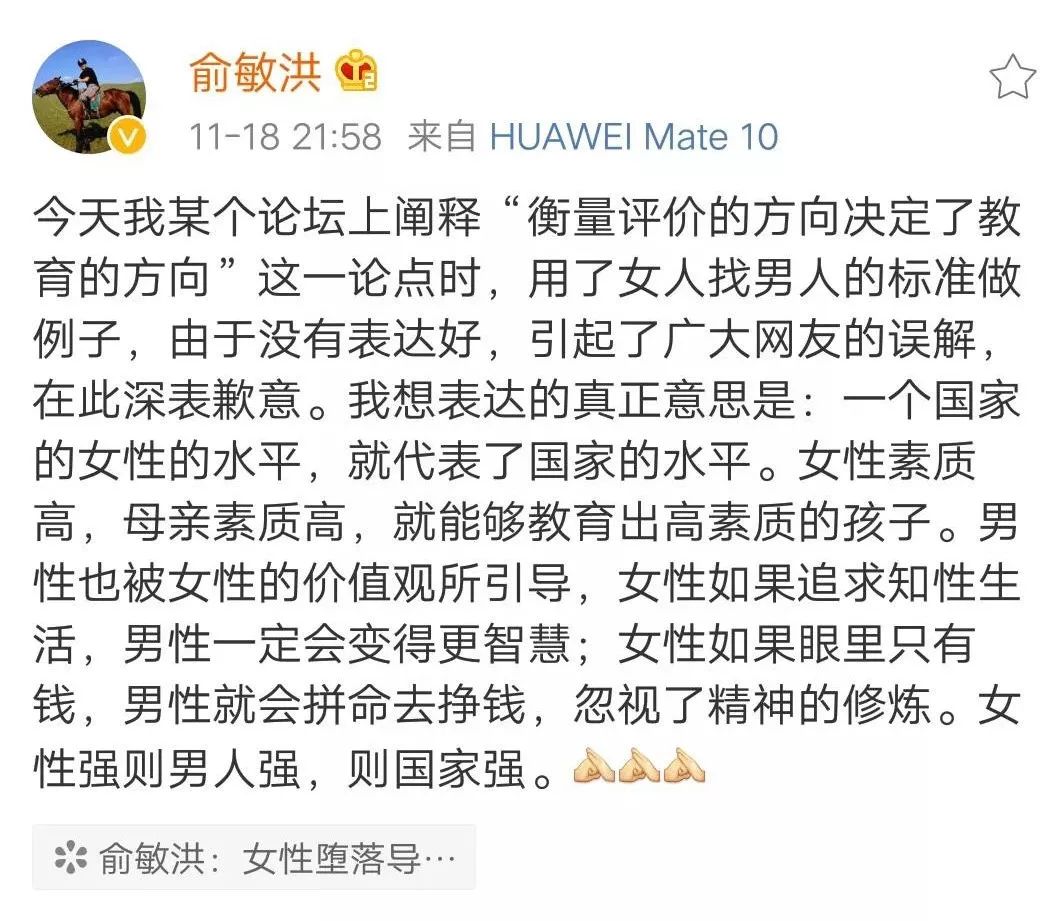 俞敏洪
11-18 21:58 来自 HUAWEI Mate 10
今天我某个论坛上阐释“衡量评价的方向决定了教
育的方向”这一论点时，用了女人找男人的标准做
例子，由于没有表达好，引起了广大网友的误解，
在此深表歉意。我想表达的真正意思是：一个国家
的女性的水平，就代表了国家的水平。女性素质
高，母亲素质高，就能够教育出高素质的孩子。男
性也被女性的价值观所引导，女性如果追求知性生
活，男性一定会变得更智慧；女性如果眼里只有
钱，男性就会拼命去挣钱，忽视了精神的修炼。女
性强则男人强，则国家强。
俞敏洪：女性堕落导…